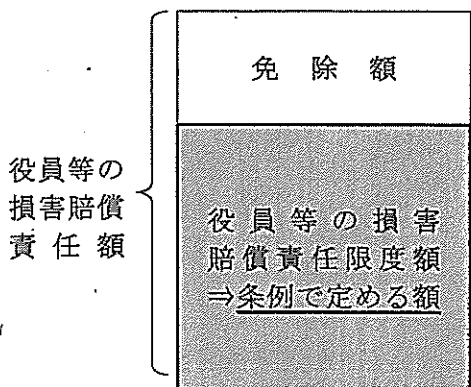 免除額
役員等の
損害賠償
責任額
役員等の損害
賠償責任限度額
⇒条例で定める額